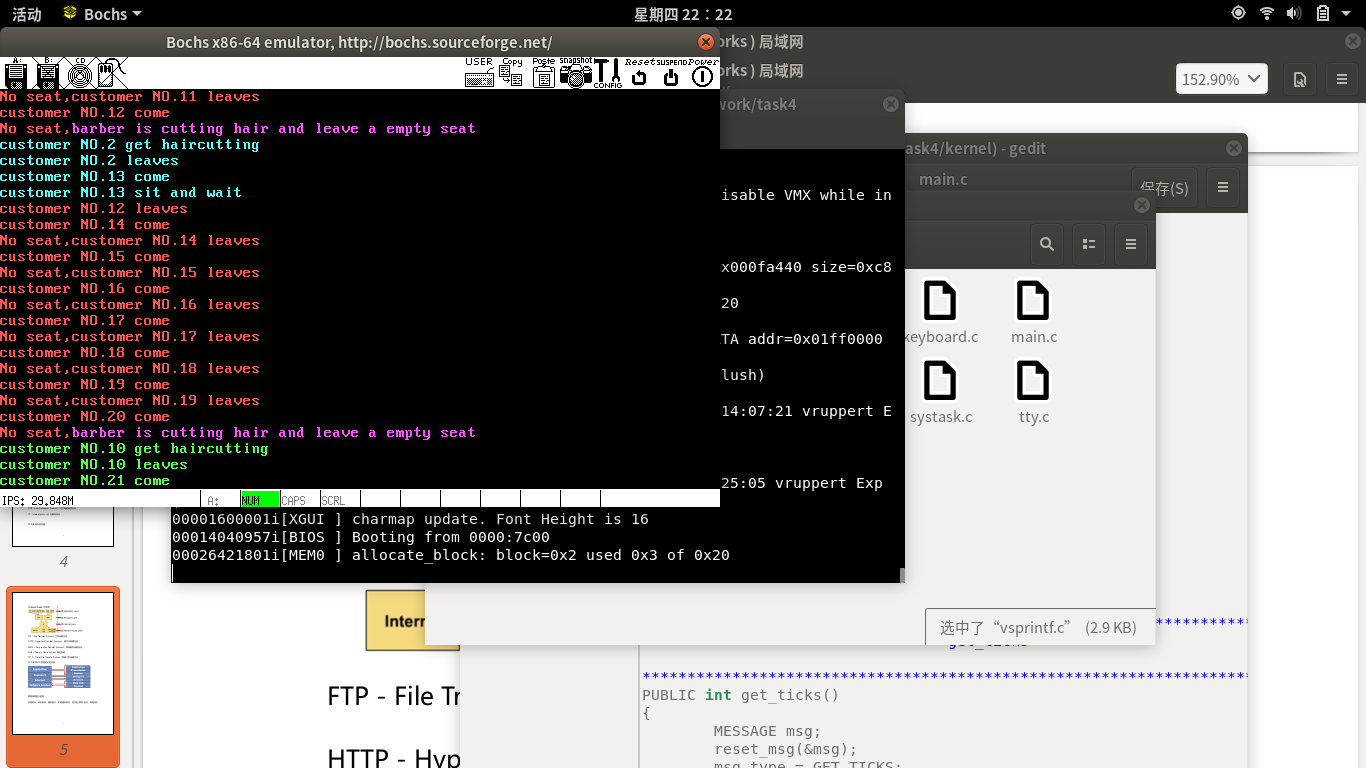 活动 Bochs 星期四 22：22
Bochs x86-64 emulator, http://bochs.sourceforge.net/
A: B: CD USER Copy Paste snapshot CONFIG Reset SUSPEND Power
No seat,customer NO.11 leaves
customer NO.12 come
No seat,barber is cutting hair and leave a empty seat
customer NO.2 get haircutting
customer NO.2 leaves
customer NO.13 come
customer NO.13 sit and wait
customer NO.12 leaves
customer NO.14 come
No seat,customer NO.14 leaves
customer NO.15 come
No seat,customer NO.15 leaves
customer NO.16 come
No seat,customer NO.16 leaves
customer NO.17 come
No seat,customer NO.17 leaves
customer NO.18 come
No seat,customer NO.18 leaves
customer NO.19 come
No seat,customer NO.19 leaves
customer NO.20 come
No seat,barber is cutting hair and leave a empty seat
customer NO.10 get haircutting
customer NO.10 leaves
customer NO.21 come
IPS: 29.848M A: NUM CAPS SCRL
00001600001i[XGUI ] charmap update. Font Height is 16
00014040957i[BIOS ] Booting from 0000:7c00
00026421801i[MEM0 ] allocate_block: block=0x2 used 0x3 of 0x20
orks ) 局域网
orks ) 局域网
152.90%
work/task4
isable VMX while in
x000fa440 size=0xc8
20
TA addr=0x01ff0000
lush)
14:07:21 vruppert E
25:05 vruppert Exp
ask4/kernel) - gedit
main.c
保存(S)
keyboard.c main.c
systask.c tty.c
选中了“vsprintf.c” (2.9 KB)
get_ticks
*******************************************************************
PUBLIC int get_ticks()
{
MESSAGE msg;
reset_msg(&msg);
msg.type = GET_TICKS;
4
5
Intern
FTP - File Tr
HTTP - Hyp